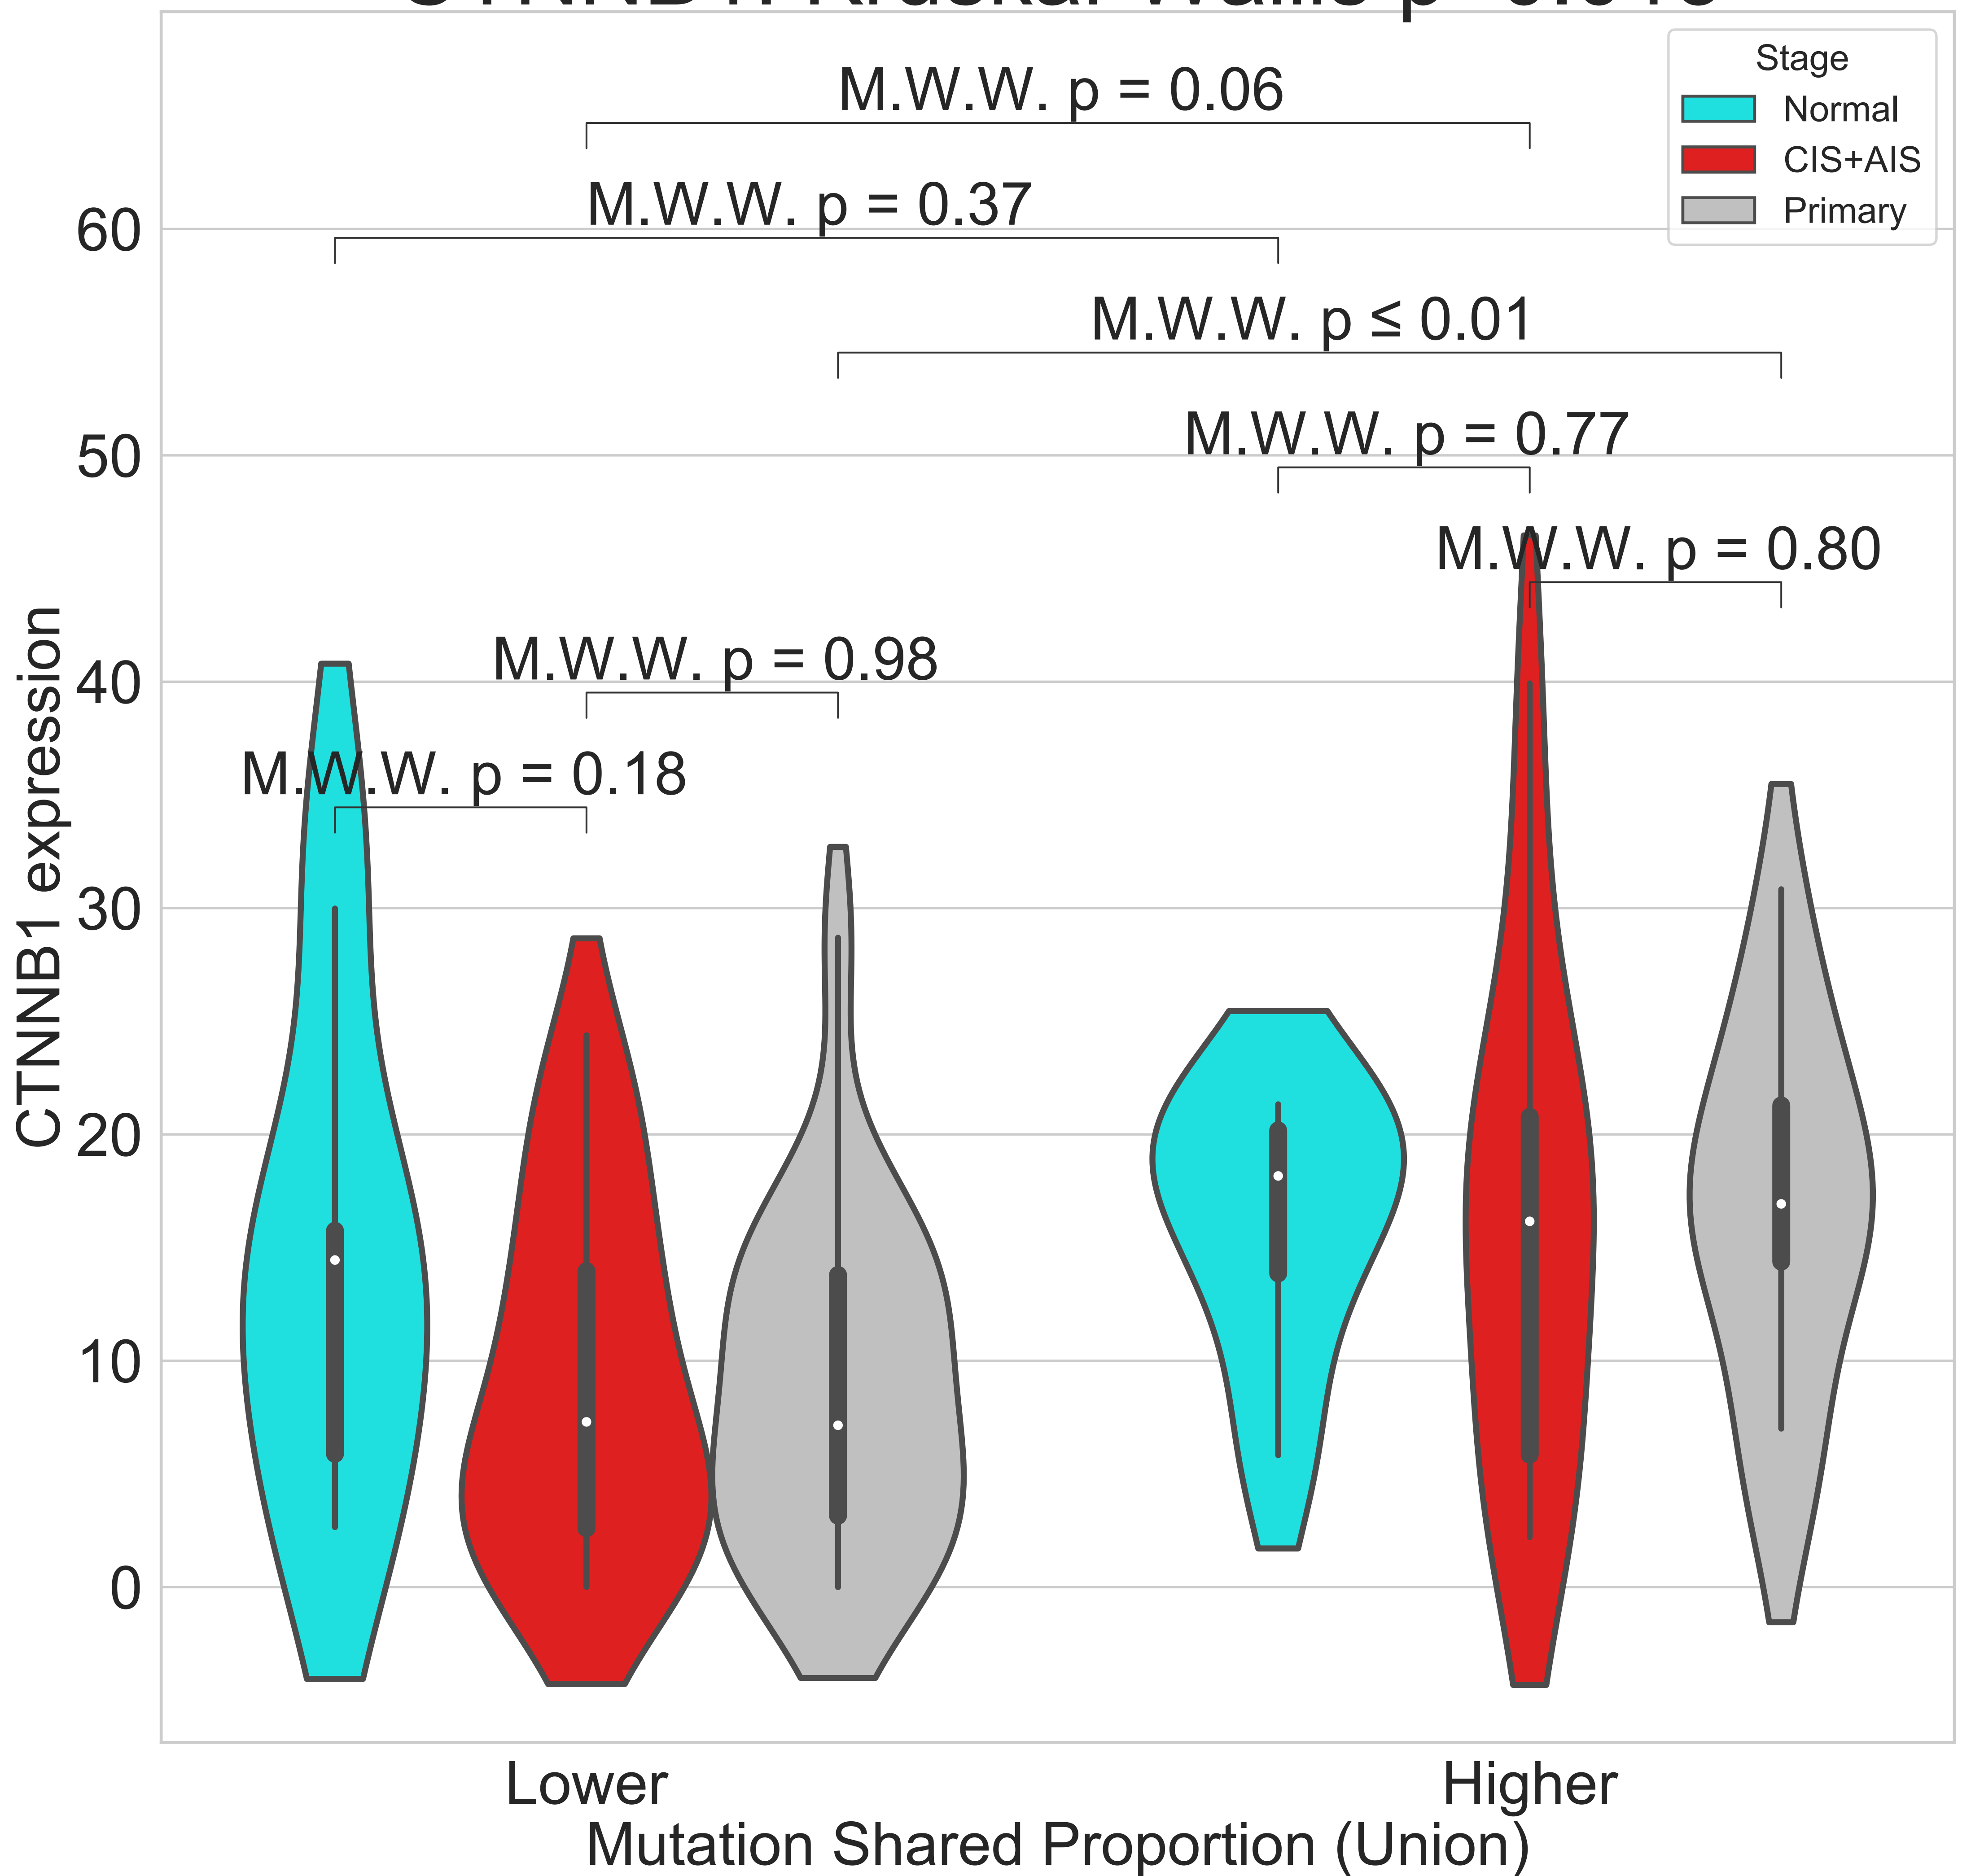 Stage
Normal
CIS+AIS
Primary
M.W.W. p = 0.06
M.W.W. p = 0.37
M.W.W. p ≤ 0.01
M.W.W. p = 0.77
M.W.W. p = 0.80
M.W.W. p = 0.98
M.W.W. p = 0.18
CTNNB1 expression
60
50
40
30
20
10
0
Lower
Higher
Mutation Shared Proportion (Union)